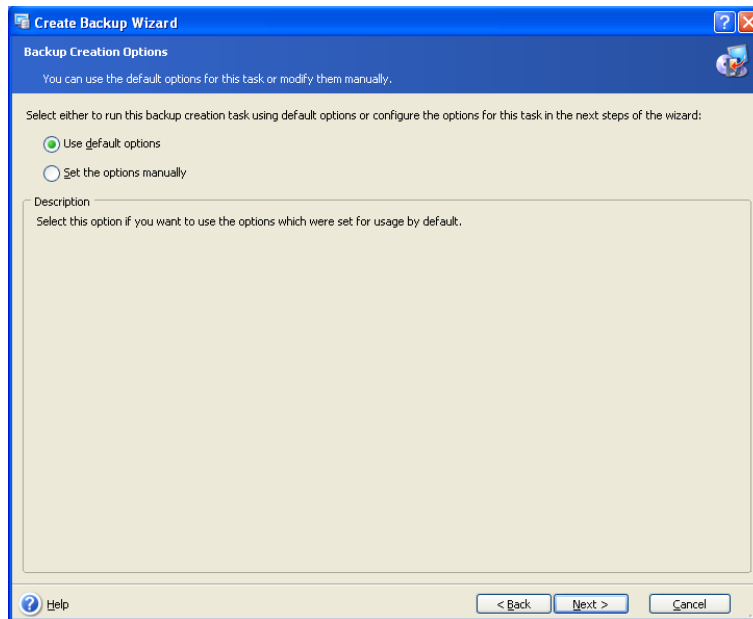 Create Backup Wizard
Backup Creation Options
You can use the default options for this task or modify them manually.
Select either to run this backup creation task using default options or configure the options for this task in the next steps of the wizard:
Use default options
Set the options manually
Description
Select this option if you want to use the options which were set for usage by default.
Help
< Back
Next >
Cancel